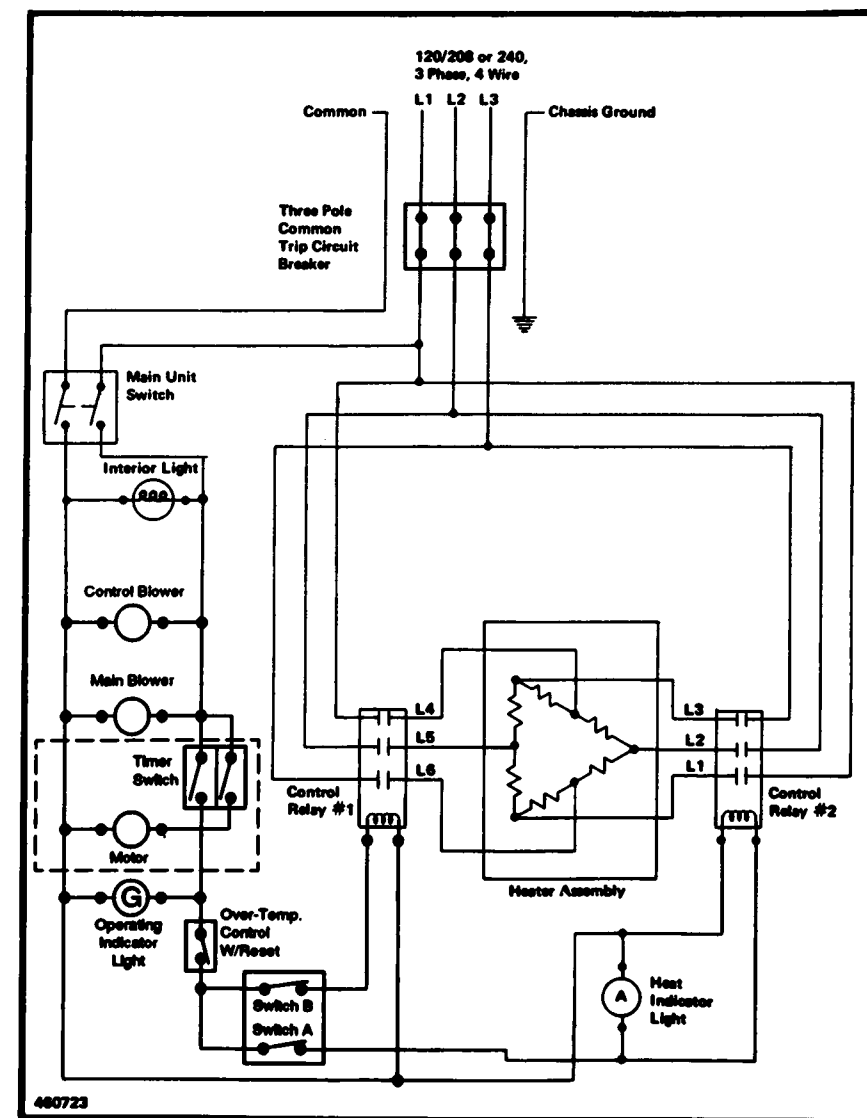 120/208 or 240,
3 Phase, 4 Wire
L1 L2 L3
Common
Chassis Ground
Three Pole
Common
Trip Circuit
Breaker
Main Unit
Switch
Interior Light
Control Blower
Main Blower
Timer
Switch
Motor
G
Operating
Indicator
Light
Over-Temp.
Control
W/Reset
Switch B
Switch A
L4
L5
L6
Control
Relay #1
Heater Assembly
L3
L2
L1
Control
Relay #2
A
Heat
Indicator
Light
460723